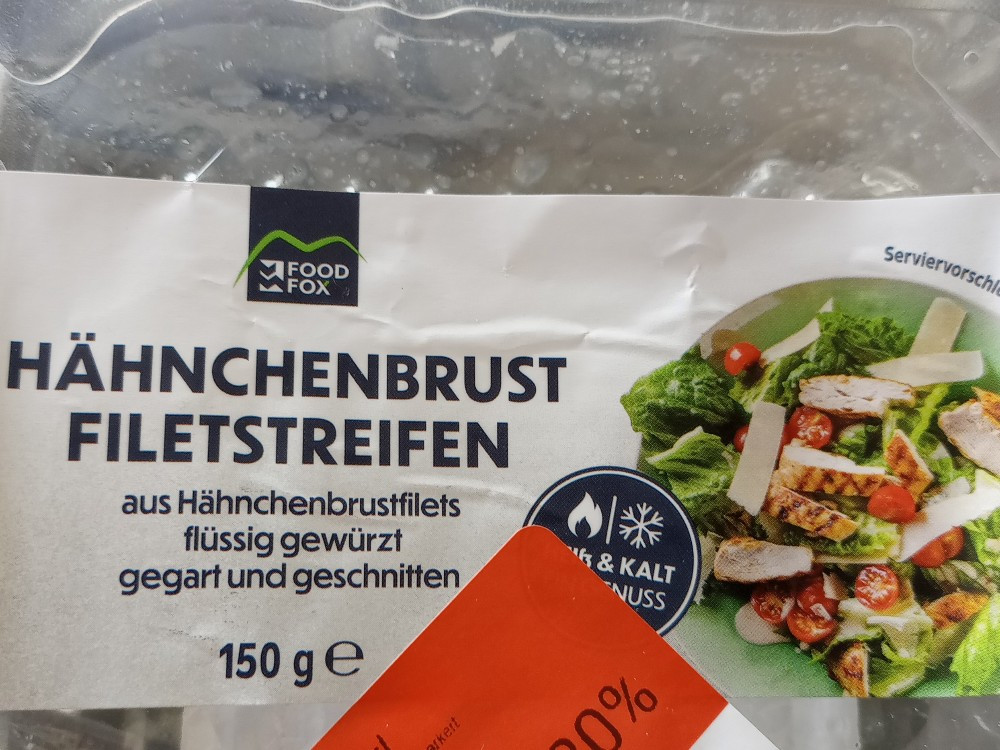 FOOD
FOX
Serviervorschl
HÄHNCHENBRUST
FILETSTREIFEN
aus Hähnchenbrustfilets
flüssig gewürzt
gegart und geschnitten
& KALT
150 g ℮